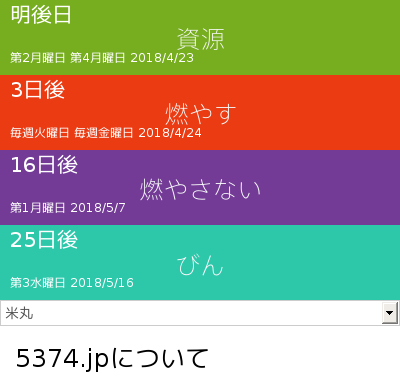 明後日
資源
第2月曜日 第4月曜日 2018/4/23
3日後
燃やす
毎週火曜日 毎週金曜日 2018/4/24
16日後
燃やさない
第1月曜日 2018/5/7
25日後
びん
第3水曜日 2018/5/16
米丸
5374.jpについて